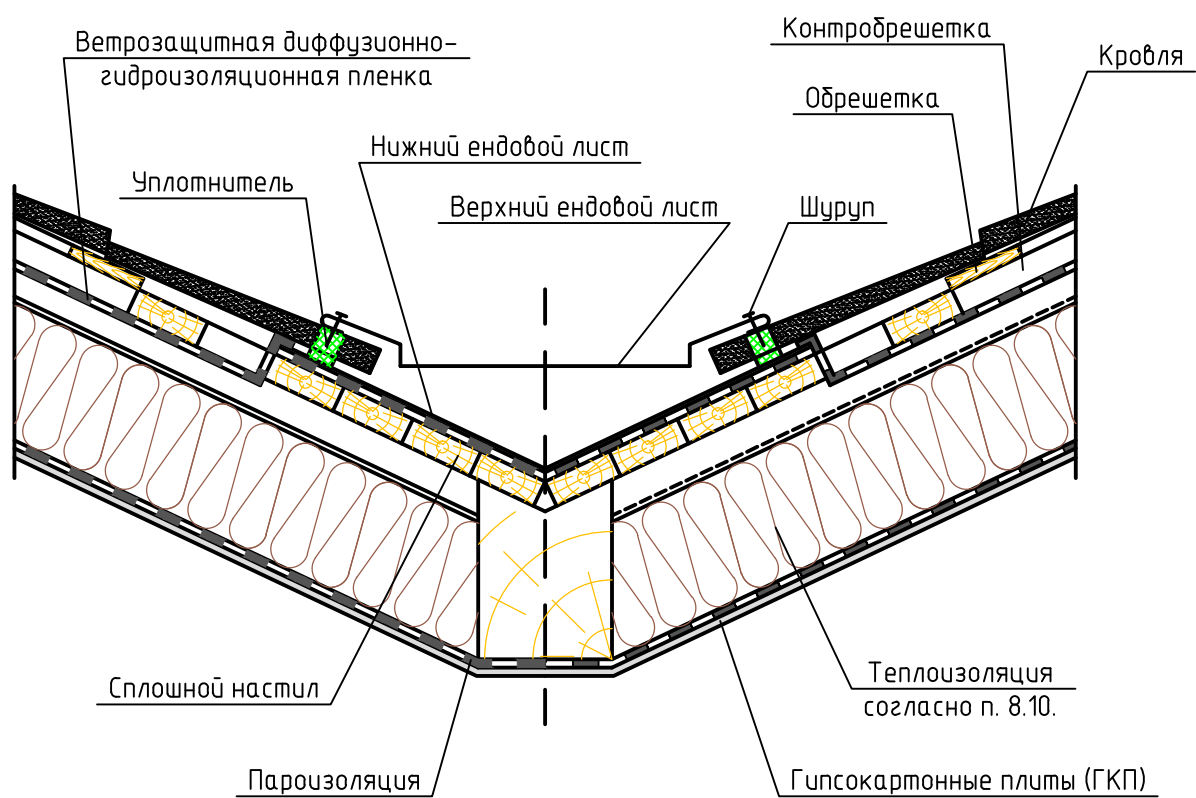 Контробрешетка
Ветрозащитная диффузионно-
гидроизоляционная пленка
Кровля
Обрешетка
Нижний ендовой лист
Уплотнитель
Верхний ендовой лист
Шуруп
Теплоизоляция
согласно п. 8.10.
Сплошной настил
Пароизоляция
Гипсокартонные плиты (ГКП)